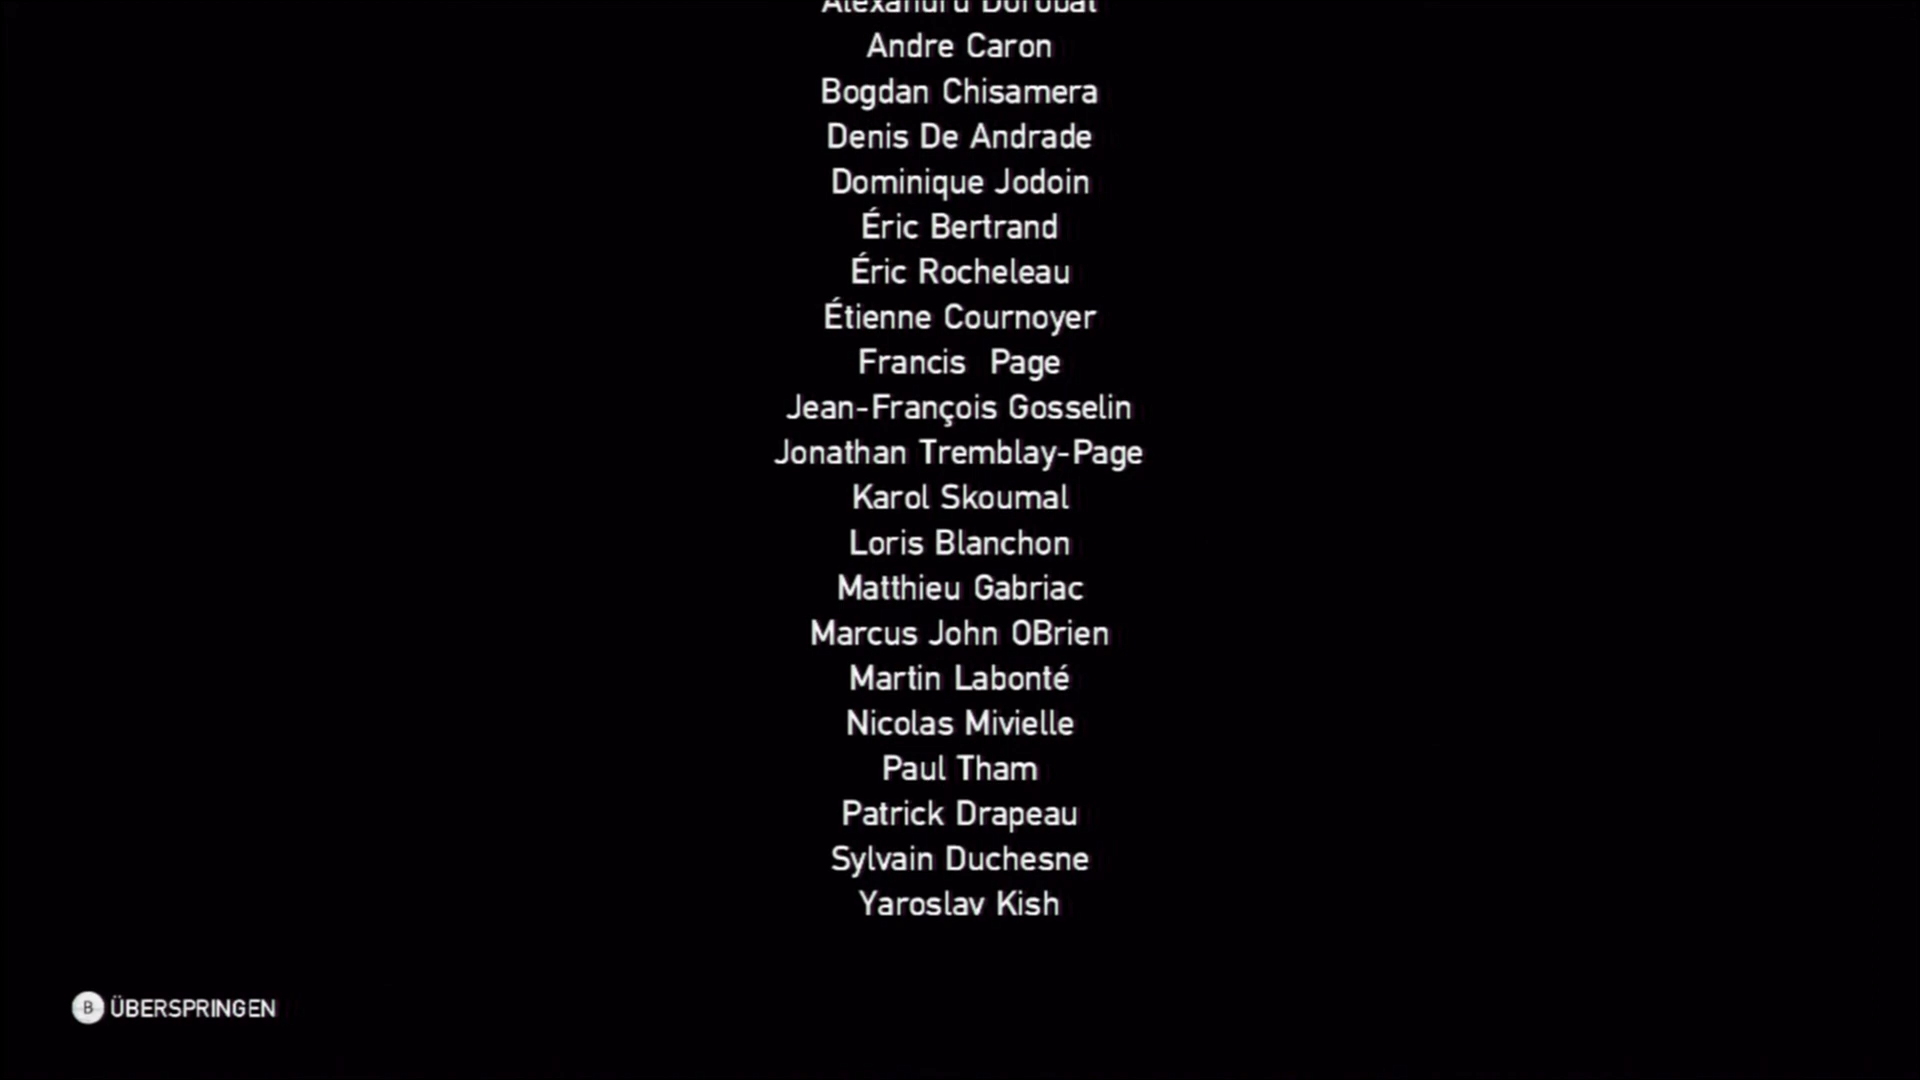 Alexandru Dorobat
Andre Caron
Bogdan Chisamera
Denis De Andrade
Dominique Jodoin
Éric Bertrand
Éric Rocheleau
Étienne Cournoyer
Francis  Page
Jean-François Gosselin
Jonathan Tremblay-Page
Karol Skoumal
Loris Blanchon
Matthieu Gabriac
Marcus John OBrien
Martin Labonté
Nicolas Mivielle
Paul Tham
Patrick Drapeau
Sylvain Duchesne
Yaroslav Kish
B ÜBERSPRINGEN